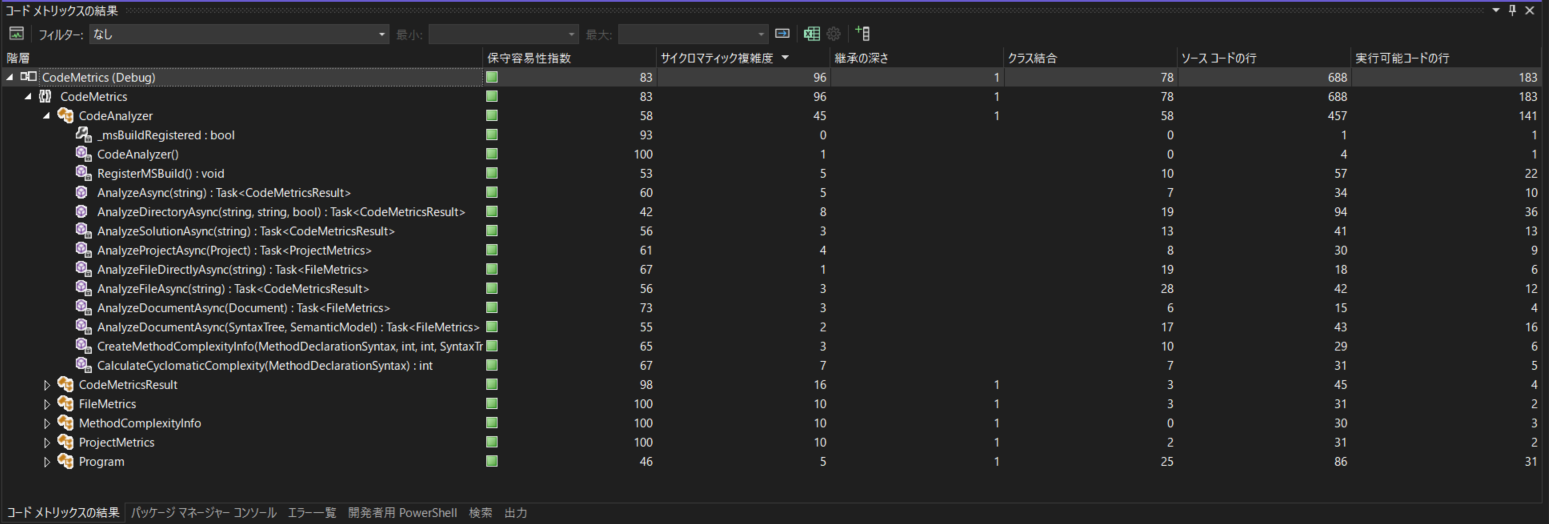 コード メトリックスの結果
フィルター: なし 最小: 最大:
階層 保守容易性指数 サイクロマティック複雑度 継承の深さ クラス結合 ソース コードの行 実行可能コードの行
CodeMetrics (Debug) 83 96 1 78 688 183
CodeMetrics 83 96 1 78 688 183
CodeAnalyzer 58 45 1 58 457 141
_msBuildRegistered : bool 93 0 0 1 1
CodeAnalyzer() 100 1 0 4 1
RegisterMSBuild() : void 53 5 10 57 22
AnalyzeAsync(string) : Task<CodeMetricsResult> 60 5 7 34 10
AnalyzeDirectoryAsync(string, string, bool) : Task<CodeMetricsResult> 42 8 19 94 36
AnalyzeSolutionAsync(string) : Task<CodeMetricsResult> 56 3 13 41 13
AnalyzeProjectAsync(Project) : Task<ProjectMetrics> 61 4 8 30 9
AnalyzeFileDirectlyAsync(string) : Task<FileMetrics> 67 1 19 18 6
AnalyzeFileAsync(string) : Task<CodeMetricsResult> 56 3 28 42 12
AnalyzeDocumentAsync(Document) : Task<FileMetrics> 73 3 6 15 4
AnalyzeDocumentAsync(SyntaxTree, SemanticModel) : Task<FileMetrics> 55 2 17 43 16
CreateMethodComplexityInfo(MethodDeclarationSyntax, int, int, SyntaxTr 65 3 10 29 6
CalculateCyclomaticComplexity(MethodDeclarationSyntax) : int 67 7 7 31 5
CodeMetricsResult 98 16 1 3 45 4
FileMetrics 100 10 1 3 31 2
MethodComplexityInfo 100 10 1 0 30 3
ProjectMetrics 100 10 1 2 31 2
Program 46 5 1 25 86 31
コード メトリックスの結果 パッケージ マネージャー コンソール エラー一覧 開発者用 PowerShell 検索 出力